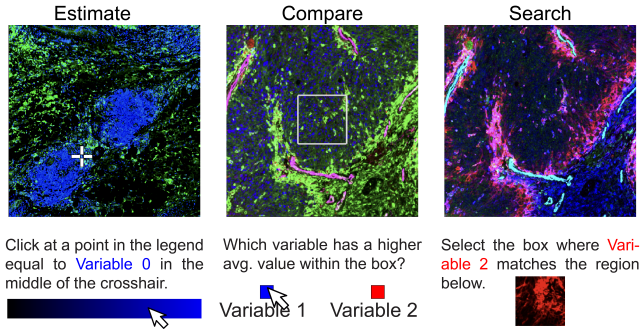 Estimate
Compare
Search
Click at a point in the legend
equal to Variable 0 in the
middle of the crosshair.
Which variable has a higher
avg. value within the box?
Variable 1
Variable 2
Select the box where Vari-
able 2 matches the region
below.